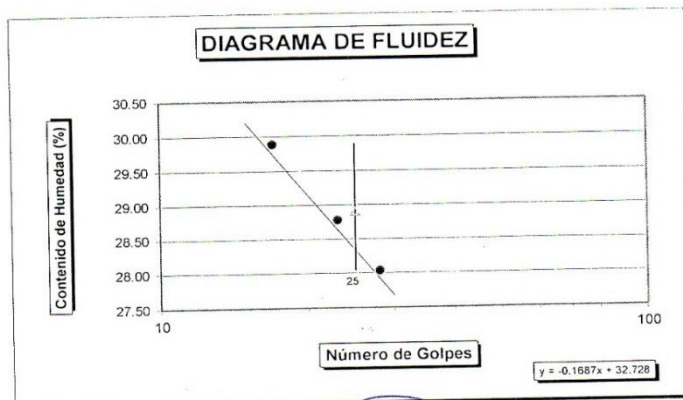 DIAGRAMA DE FLUIDEZ
Contenido de Humedad (%)
30.50
30.00
29.50
29.00
28.50
28.00
27.50
25
10
100
Número de Golpes
y = -0.1687x + 32.728